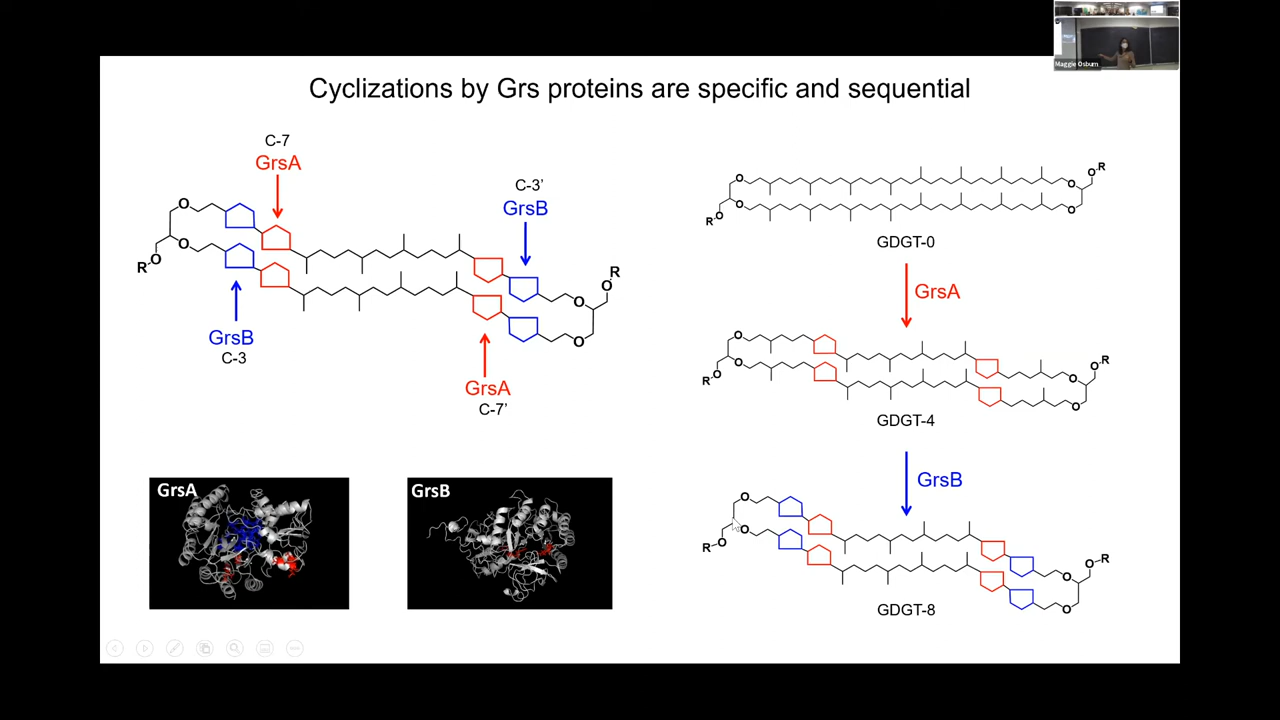 Maggie Osburn
Cyclizations by Grs proteins are specific and sequential
C-7
GrsA
C-3’
GrsB
O
O
O
R
R
O
O
O
GrsB
C-3
GrsA
C-7’
GrsA
GrsB
O
O
O
R
R
O
O
O
GDGT-0
GrsA
O
O
O
R
R
O
O
O
GDGT-4
GrsB
O
O
O
R
R
O
O
O
GDGT-8